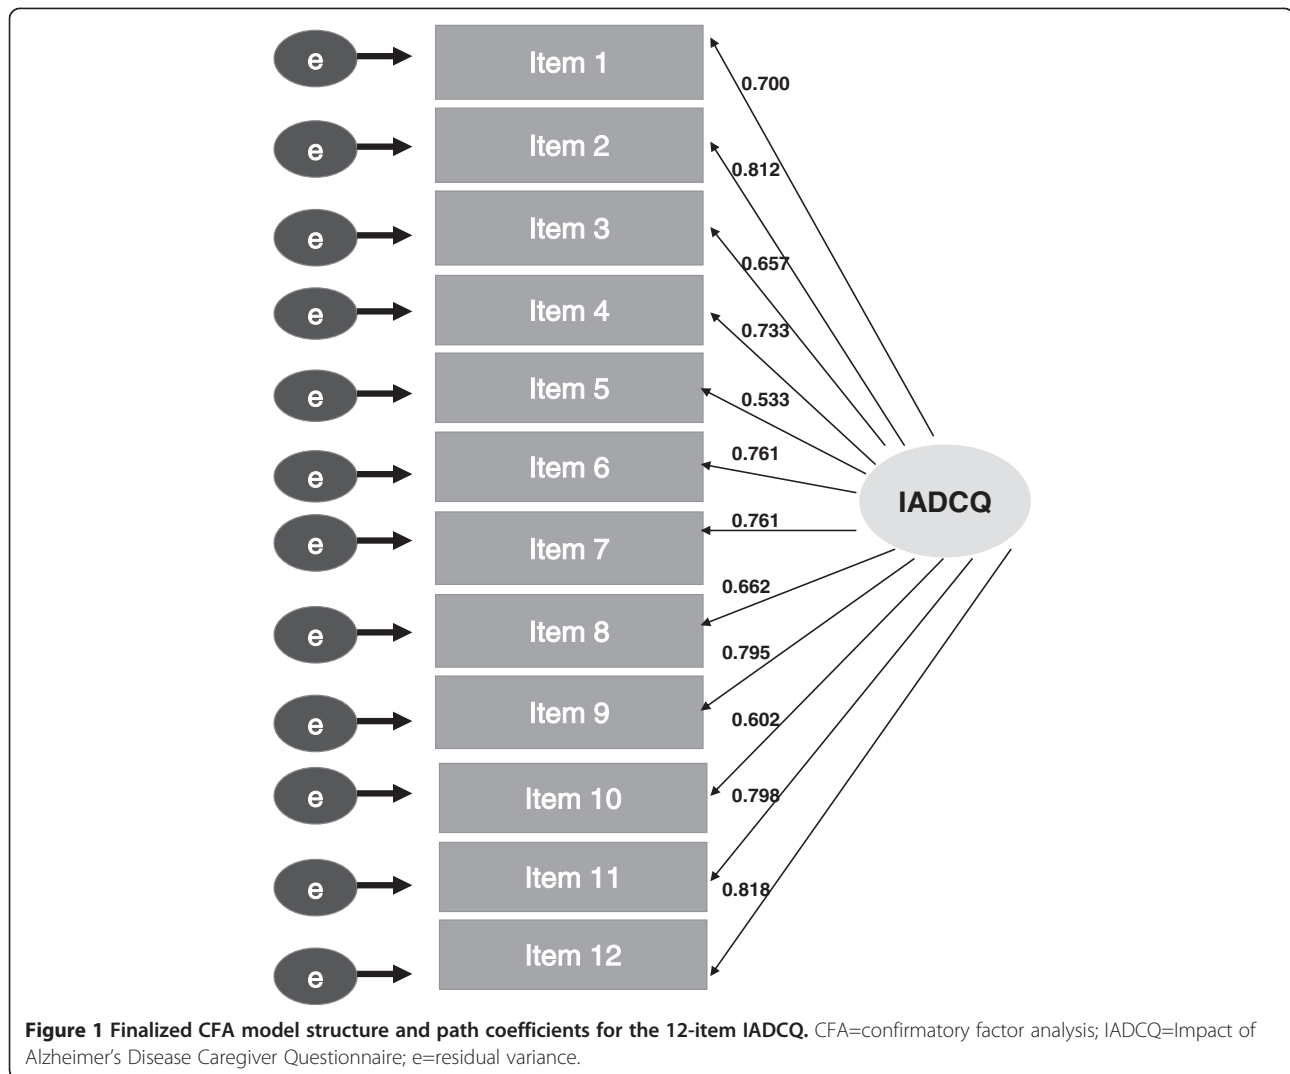 e
Item 1
0.700
e
Item 2
0.812
e
Item 3
0.657
e
Item 4
0.733
e
Item 5
0.533
e
Item 6
0.761
IADCQ
e
Item 7
0.761
e
Item 8
0.662
e
Item 9
0.795
e
Item 10
0.602
e
Item 11
0.798
e
Item 12
0.818
Figure 1 Finalized CFA model structure and path coefficients for the 12-item IADCQ. CFA=confirmatory factor analysis; IADCQ=Impact of
Alzheimer's Disease Caregiver Questionnaire; e=residual variance.